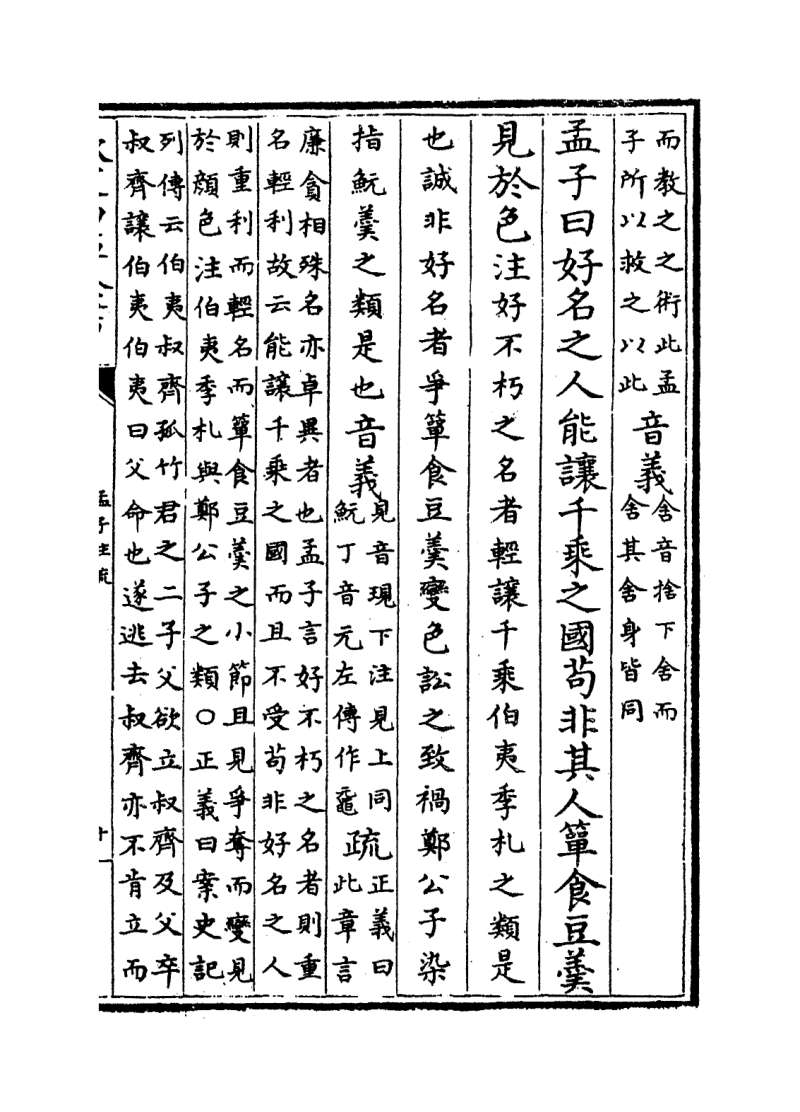 而教之之術此孟
子所以救之以此
音義
舍音捨下舍而
舍其舍身皆同
孟子曰好名之人能讓千乘之國苟非其人簞食豆羹
見於色注好不朽之名者輕讓千乘伯夷季札之類是
也誠非好名者爭簞食豆羹變色訟之致禍鄭公子染
指魭羹之類是也音義
見音現下注見上同
魭丁音元左傳作黿
疏
正義曰
此章言
廉貪相殊名亦卓異者也孟子言好不朽之名者則重
名輕利故云能讓千乘之國而且不受苟非好名之人
則重利而輕名而簞食豆羹之小節且見爭奪而變見
於顏色注伯夷季札與鄭公子之類○正義曰案史記
列傳云伯夷叔齊孤竹君之二子父欲立叔齊及父卒
叔齊讓伯夷伯夷曰父命也遂逃去叔齊亦不肯立而
孟子注疏